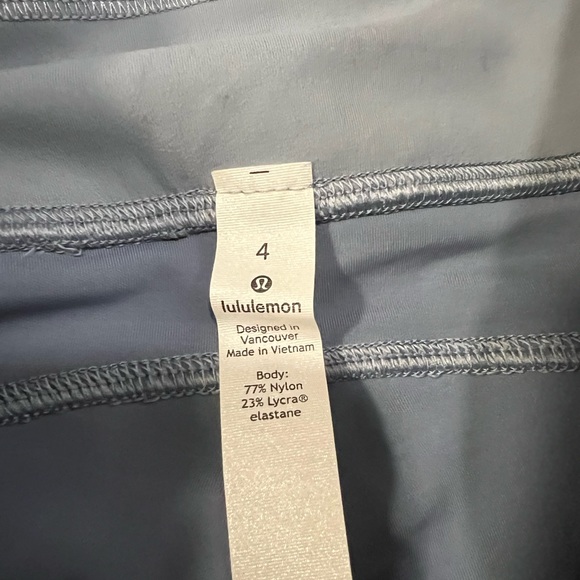 4
lululemon
Designed in
Vancouver
Made in Vietnam
Body:
77% Nylon
23% Lycra®
elastane